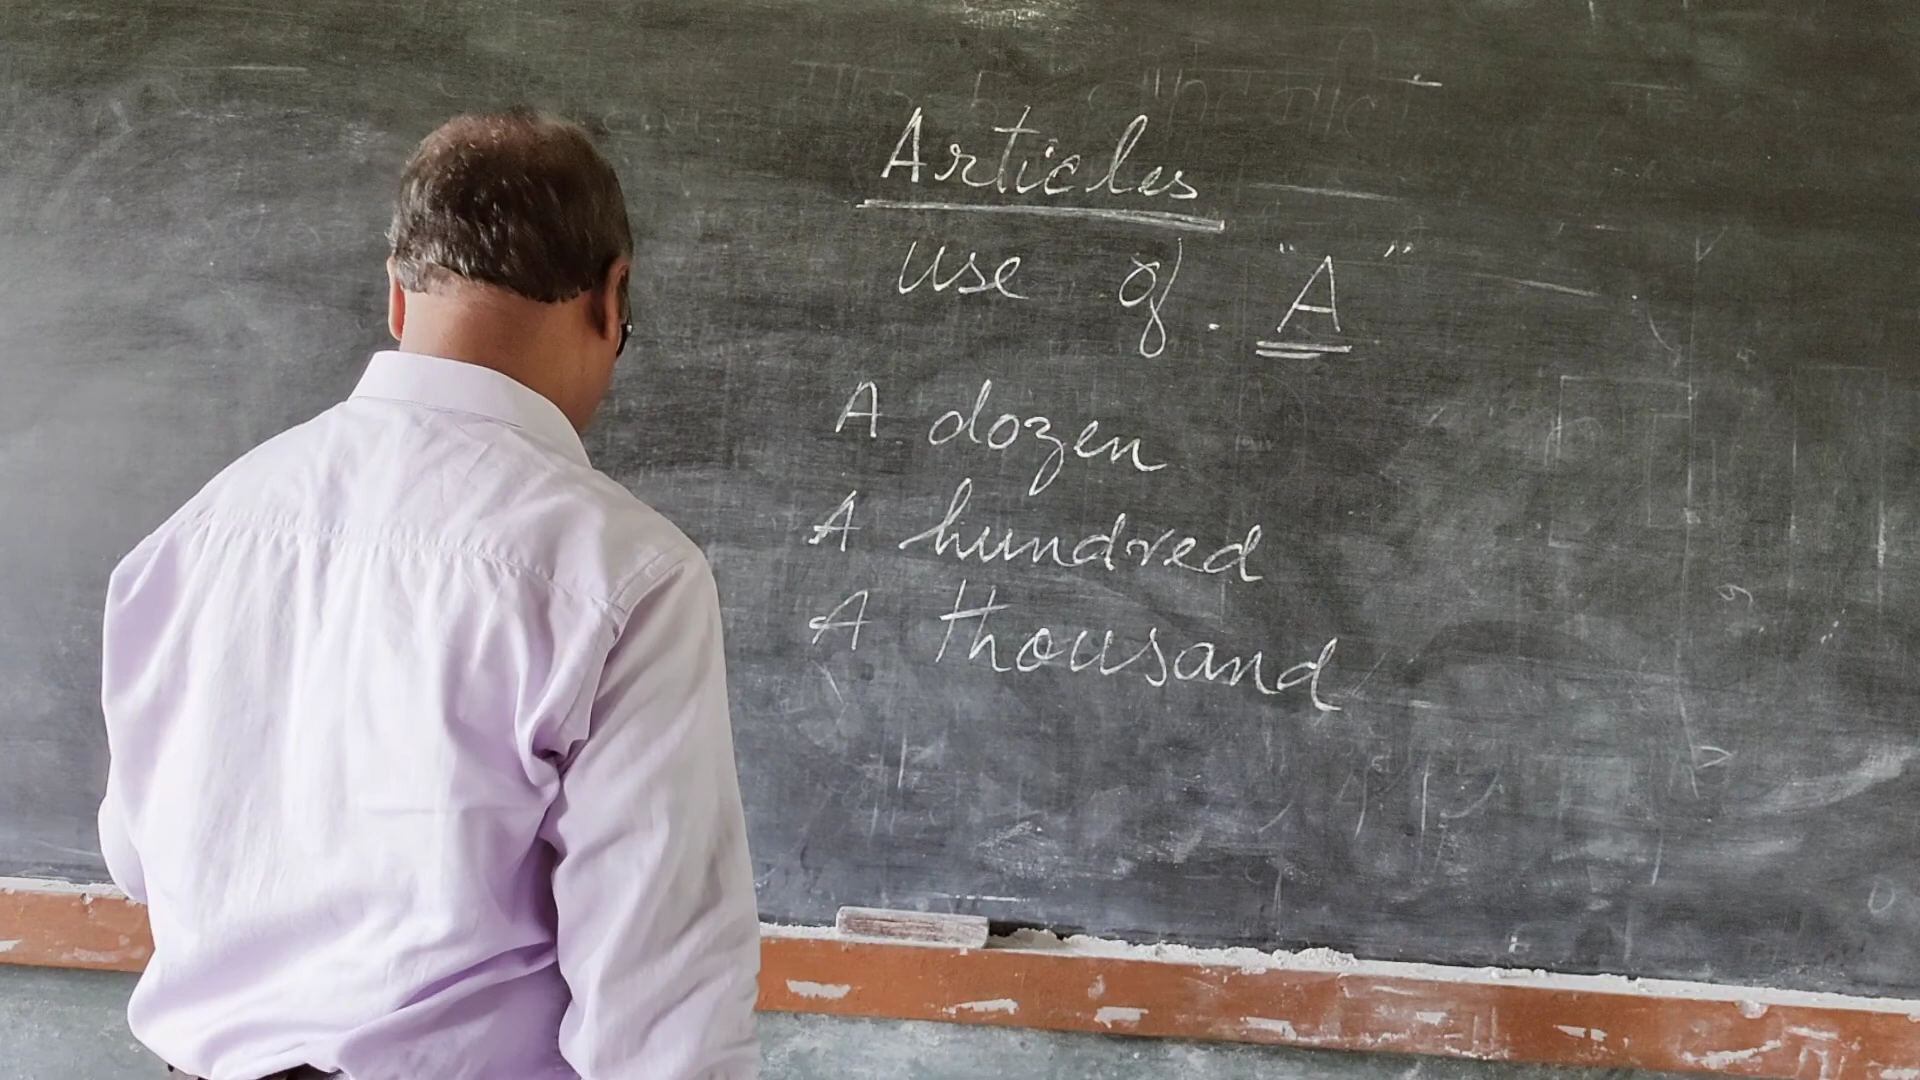 Articles
use of. "A"
A dozen
A hundred
A thousand